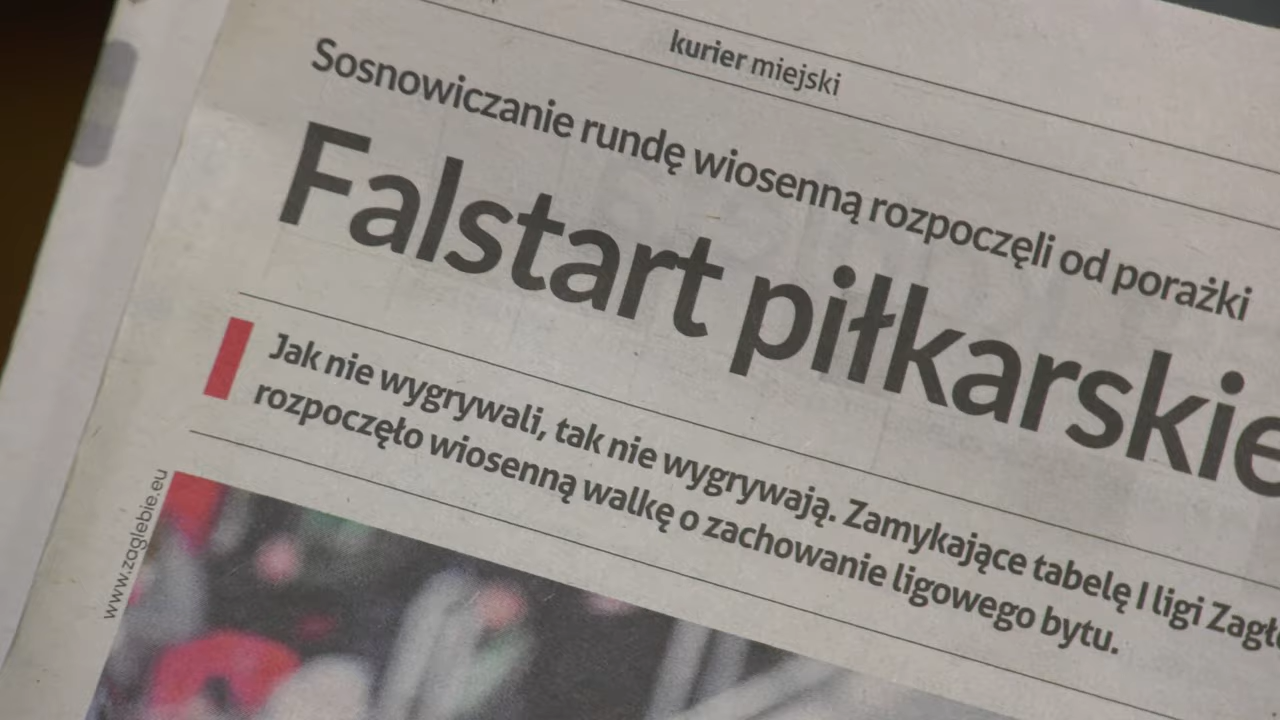 kurier miejski
Sosnowiczanie rundę wiosenną rozpoczęli od porażki
Falstart piłkarskie
Jak nie wygrywali, tak nie wygrywają. Zamykające tabelę I ligi Zagłę
rozpoczęło wiosenną walkę o zachowanie ligowego bytu.
www.zaglebie.eu